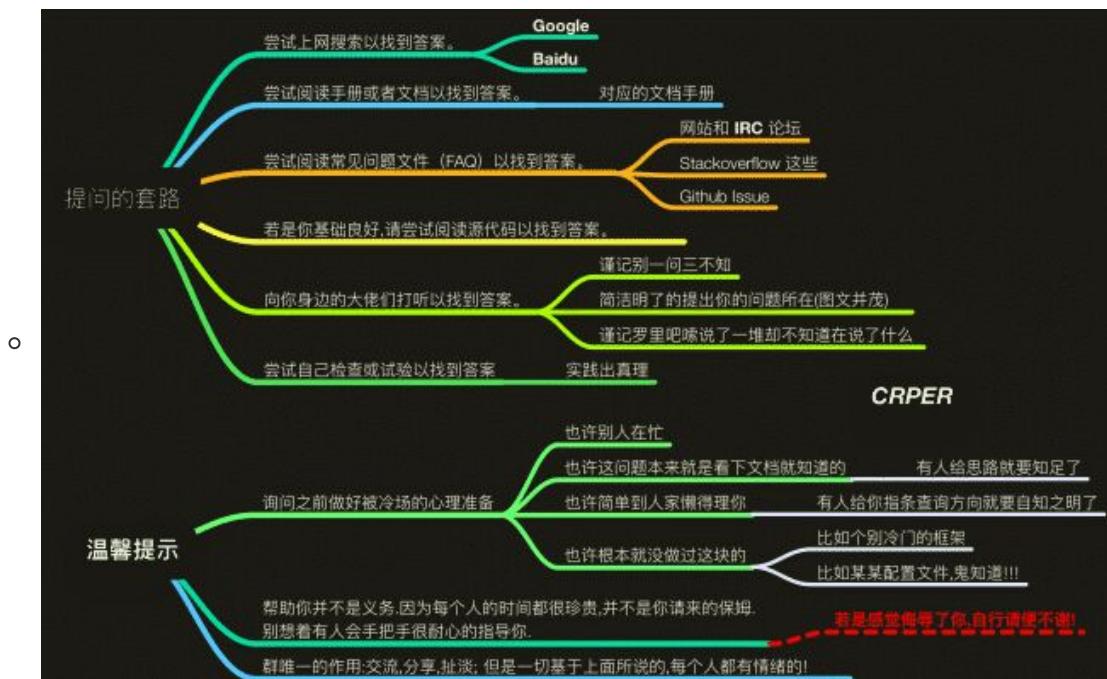 尝试上网搜索以找到答案。
Google
Baidu
尝试阅读手册或者文档以找到答案。
对应的文档手册
尝试阅读常见问题文件（FAQ）以找到答案。
网站和 IRC 论坛
Stackoverflow 这些
Github Issue
提问的套路
若是你基础良好,请尝试阅读源代码以找到答案。
向你身边的大佬们打听以找到答案。
谨记别一问三不知
简洁明了的提出你的问题所在(图文并茂)
谨记罗里吧嗦说了一堆却不知道在说了什么
尝试自己检查或试验以找到答案
实践出真理
CRPER
温馨提示
询问之前做好被冷场的心理准备
也许别人在忙
也许这问题本来就是看下文档就知道的
有人给思路就要知足了
也许简单到人家懒得理你
有人给你指条查询方向就要自知之明了
也许根本就没做过这块的
比如个别冷门的框架
比如某某配置文件,鬼知道!!!
帮助你并不是义务.因为每个人的时间都很珍贵,并不是你请来的保姆.
别想着有人会手把手很耐心的指导你.
若是感觉侮辱了你,自行请便不谢!
群唯一的作用:交流,分享,扯淡; 但是一切基于上面所说的,每个人都有情绪的!